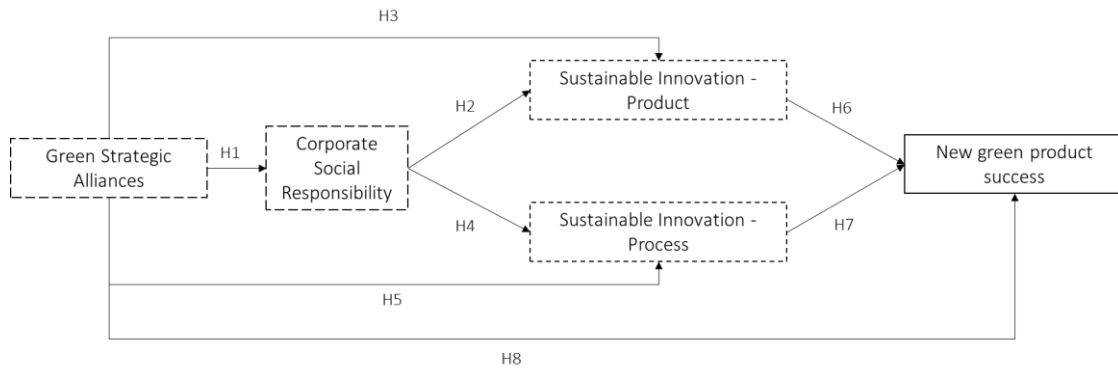 H3
Sustainable Innovation -
Product
H2
H6
Green Strategic
Alliances
H1
Corporate
Social
Responsibility
New green product
success
H4
Sustainable Innovation -
Process
H7
H5
H8